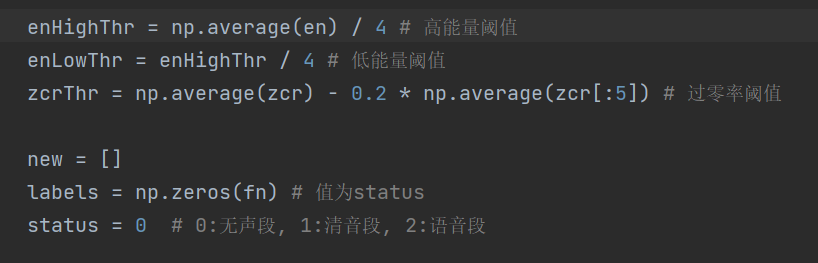 enHighThr = np.average(en) / 4 # 高能量阈值
enLowThr = enHighThr / 4 # 低能量阈值
zcrThr = np.average(zcr) - 0.2 * np.average(zcr[:5]) # 过零率阈值
new = []
labels = np.zeros(fn) # 值为status
status = 0  # 0:无声段, 1:清音段, 2:语音段